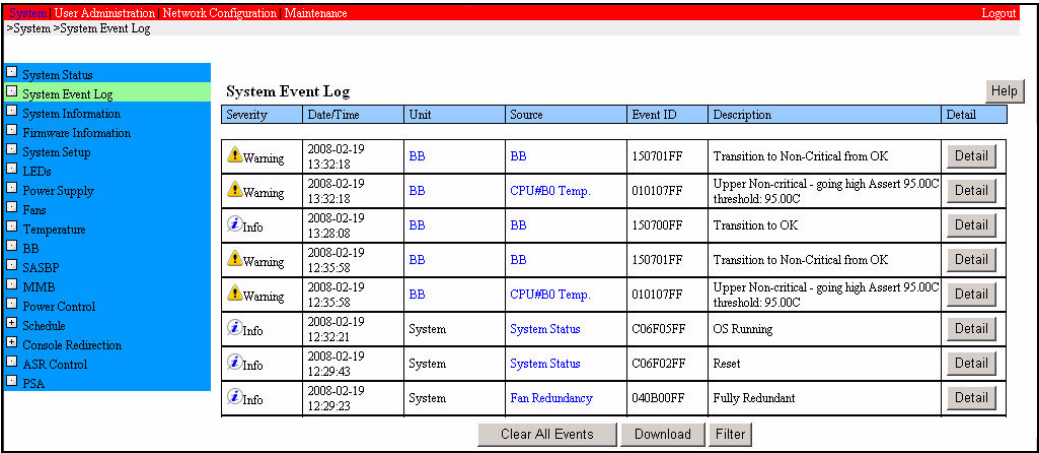 System | User Administration | Network Configuration | Maintenance Logout
>System >System Event Log
System Status
System Event Log
System Information
Firmware Information
System Setup
LEDs
Power Supply
Fans
Temperature
BB
SASBP
MMB
Power Control
Schedule
Console Redirection
ASR Control
PSA
System Event Log
Help
Severity Date/Time Unit Source Event ID Description Detail
Warning 2008-02-19 13:32:18 BB BB 150701FF Transition to Non-Critical from OK Detail
Warning 2008-02-19 13:32:18 BB CPU#B0 Temp. 010107FF Upper Non-critical - going high Assert 95.00C threshold: 95.00C Detail
Info 2008-02-19 13:28:08 BB BB 150700FF Transition to OK Detail
Warning 2008-02-19 12:35:58 BB BB 150701FF Transition to Non-Critical from OK Detail
Warning 2008-02-19 12:35:58 BB CPU#B0 Temp. 010107FF Upper Non-critical - going high Assert 95.00C threshold: 95.00C Detail
Info 2008-02-19 12:32:21 System System Status C06F05FF OS Running Detail
Info 2008-02-19 12:29:43 System System Status C06F02FF Reset Detail
Info 2008-02-19 12:29:23 System Fan Redundancy 040B00FF Fully Redundant Detail
Clear All Events Download Filter